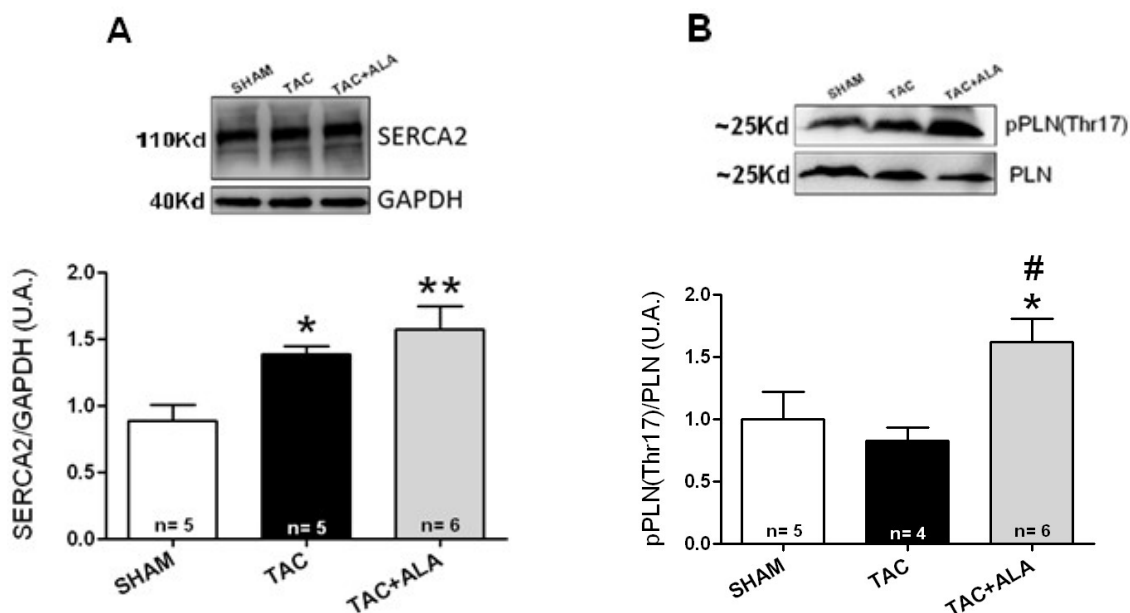 A
SHAM TAC TAC+ALA
110Kd SERCA2
40Kd GAPDH
SERCA2/GAPDH (U.A.)
2.0
1.5
1.0
0.5
0.0
*
**
n= 5
n= 5
n= 6
SHAM
TAC
TAC+ALA
B
SHAM TAC TAC+ALA
~25Kd pPLN(Thr17)
~25Kd PLN
pPLN(Thr17)/PLN (U.A.)
2.0
1.5
1.0
0.5
0.0
#
*
n= 5
n= 4
n= 6
SHAM
TAC
TAC+ALA